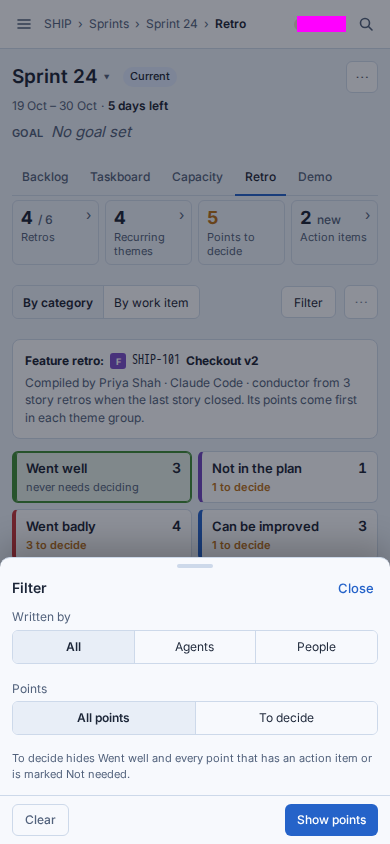 SHIP › Sprints › Sprint 24 › Retro
Sprint 24 ▾ Current ...
19 Oct – 30 Oct · 5 days left
GOAL No goal set
Backlog Taskboard Capacity Retro Demo
4 / 6 › 4 › 5 2 new ›
Retros Recurring themes Points to decide Action items
By category By work item Filter ...
Feature retro: F SHIP-101 Checkout v2
Compiled by Priya Shah · Claude Code · conductor from 3
story retros when the last story closed. Its points come first
in each theme group.
Went well 3 Not in the plan 1
never needs deciding 1 to decide
Went badly 4 Can be improved 3
3 to decide 1 to decide
Filter Close
Written by
All Agents People
Points
All points To decide
To decide hides Went well and every point that has an action item or
is marked Not needed.
Clear Show points